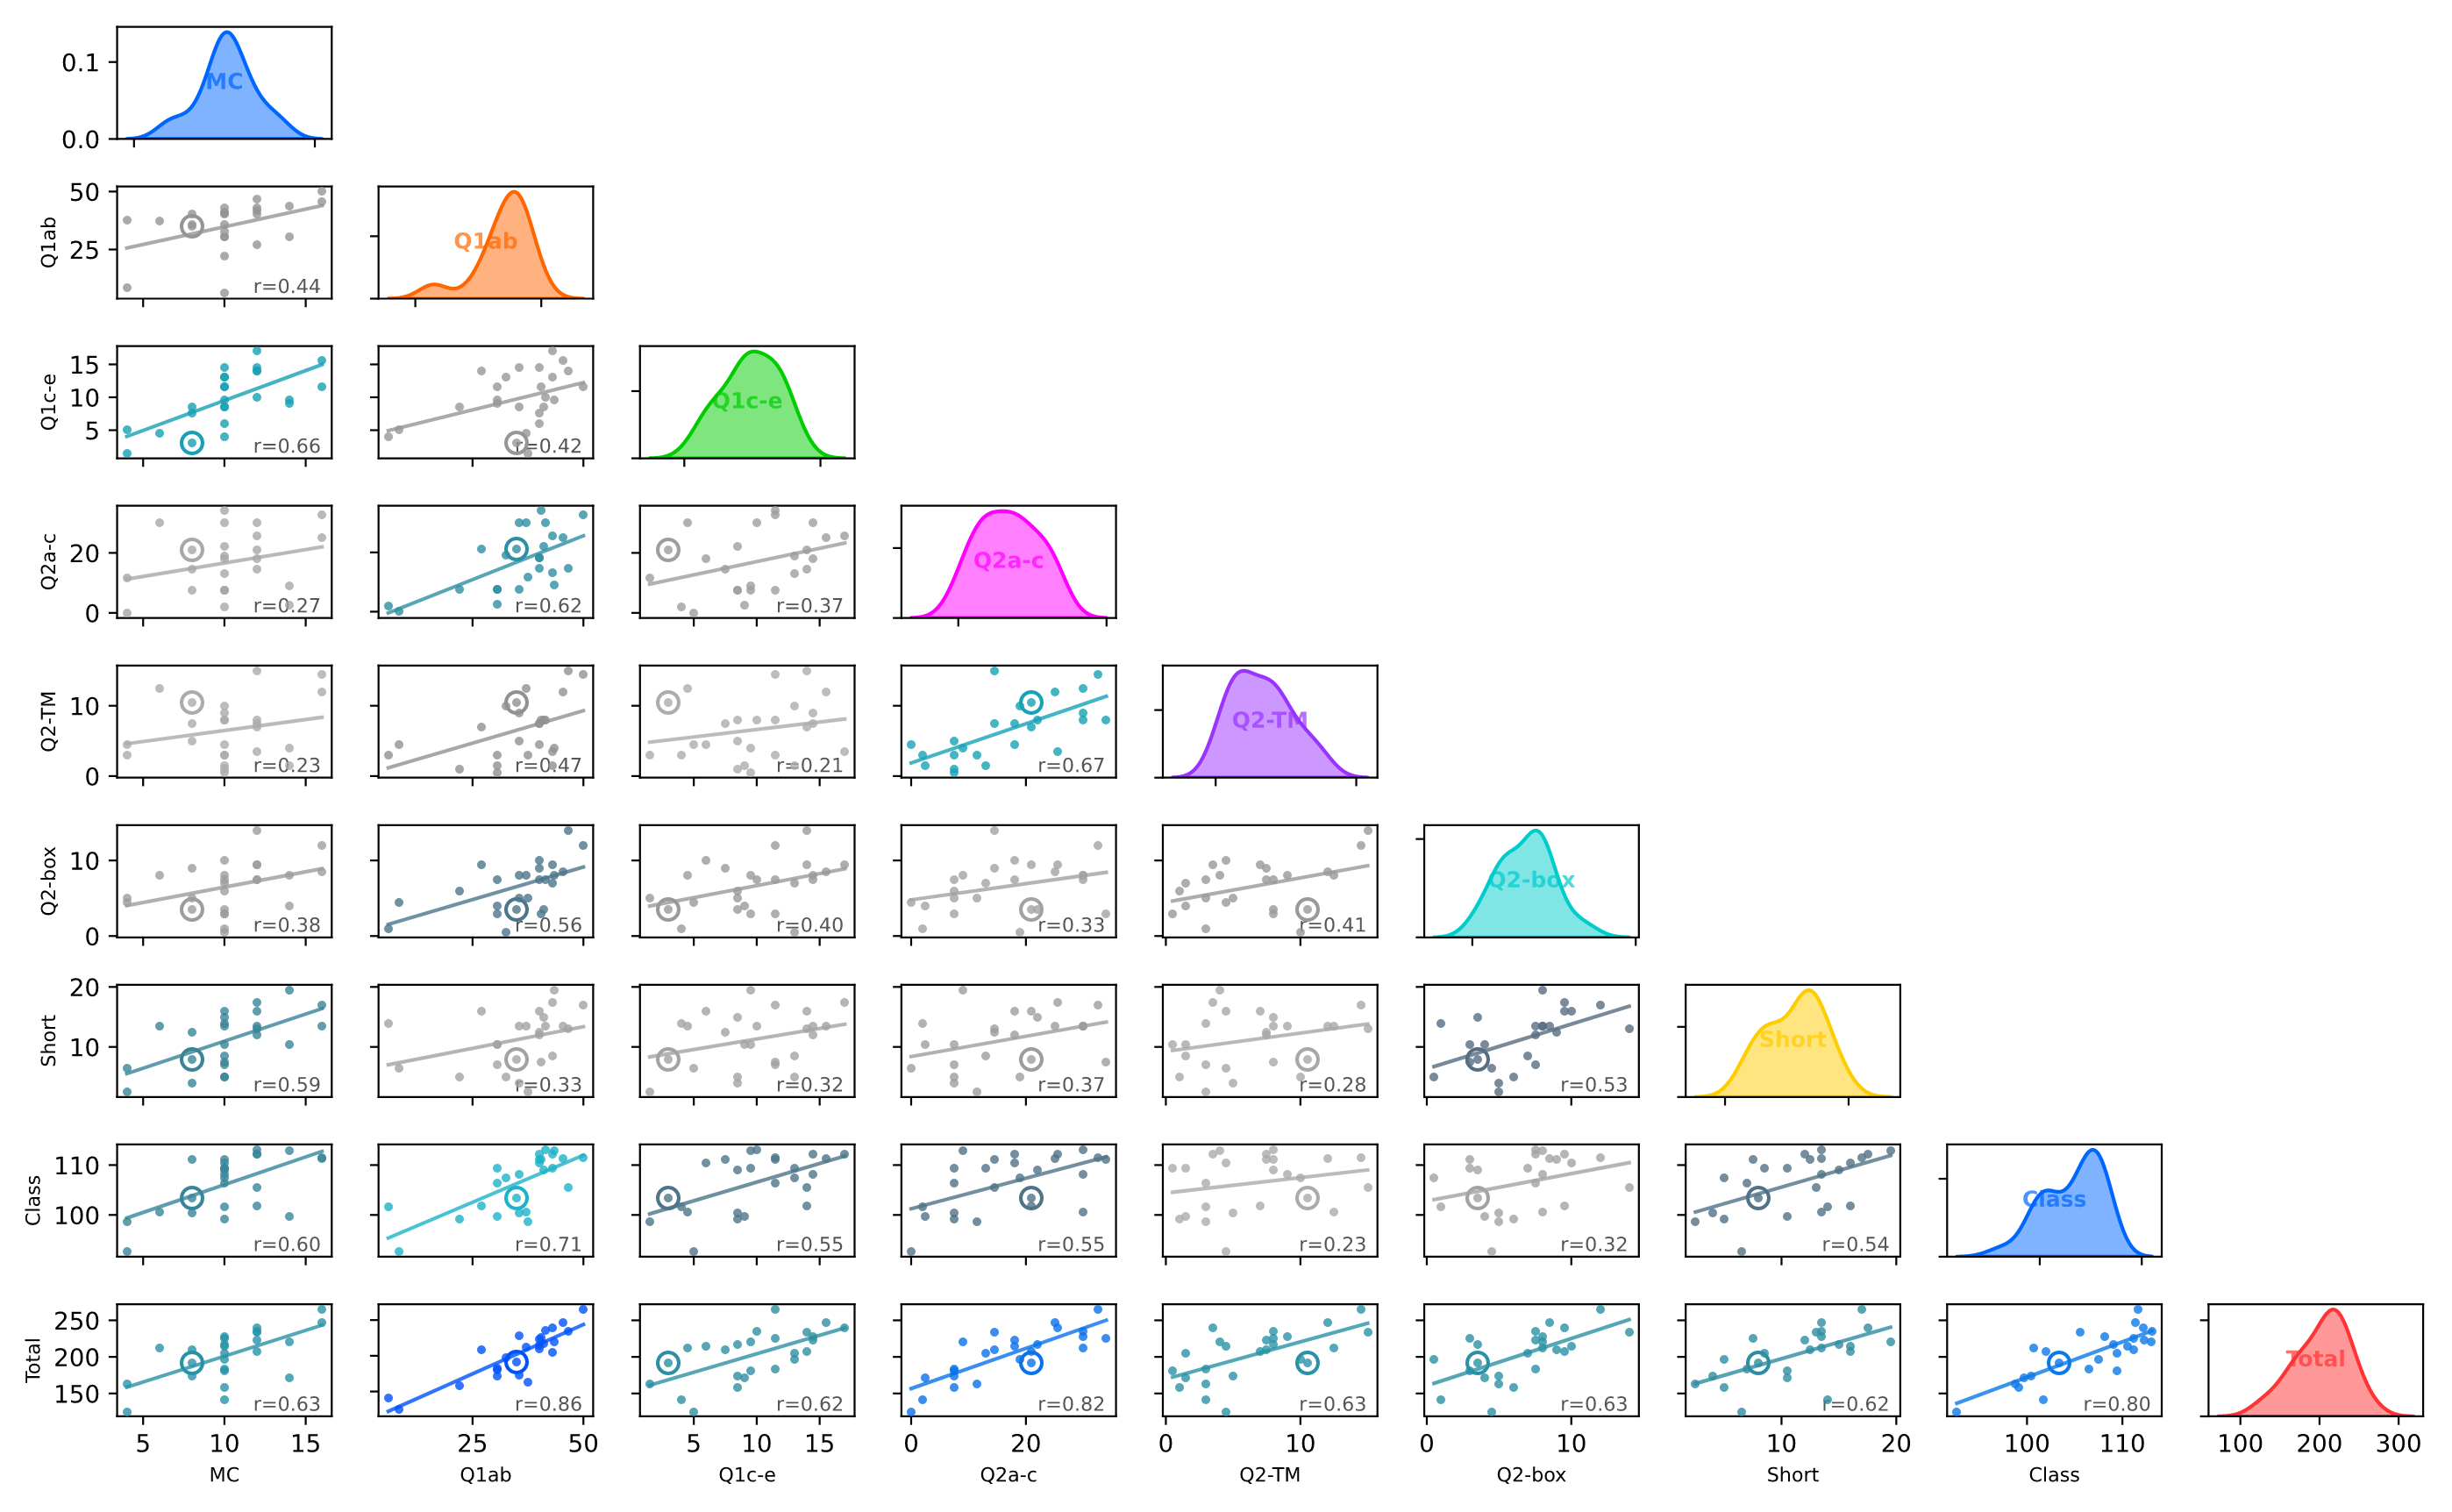 0.1
MC
0.0
50
Q1ab
25
r=0.44
Q1ab
15
Q1c-e
10
5
r=0.66
r=0.42
Q1c-e
Q2a-c
20
0
r=0.27
r=0.62
r=0.37
Q2a-c
Q2-TM
10
0
r=0.23
r=0.47
r=0.21
r=0.67
Q2-TM
Q2-box
10
0
r=0.38
r=0.56
r=0.40
r=0.33
r=0.41
Q2-box
20
Short
10
r=0.59
r=0.33
r=0.32
r=0.37
r=0.28
r=0.53
Short
Class
110
100
r=0.60
r=0.71
r=0.55
r=0.55
r=0.23
r=0.32
r=0.54
Class
Total
250
200
150
r=0.63
r=0.86
r=0.62
r=0.82
r=0.63
r=0.63
r=0.62
r=0.80
Total
5 10 15 25 50 5 10 15 0 20 0 10 0 10 10 20 100 110 100 200 300
MC Q1ab Q1c-e Q2a-c Q2-TM Q2-box Short Class